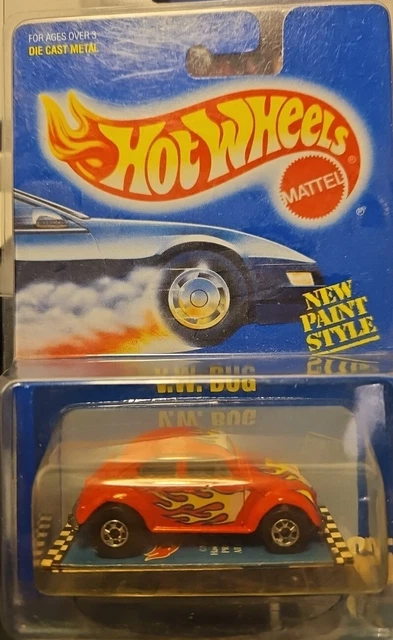 FOR AGES OVER 3
DIE CAST METAL
HOT WHEELS
®
MATTEL
®
NEW
PAINT
STYLE
V.W. BUG